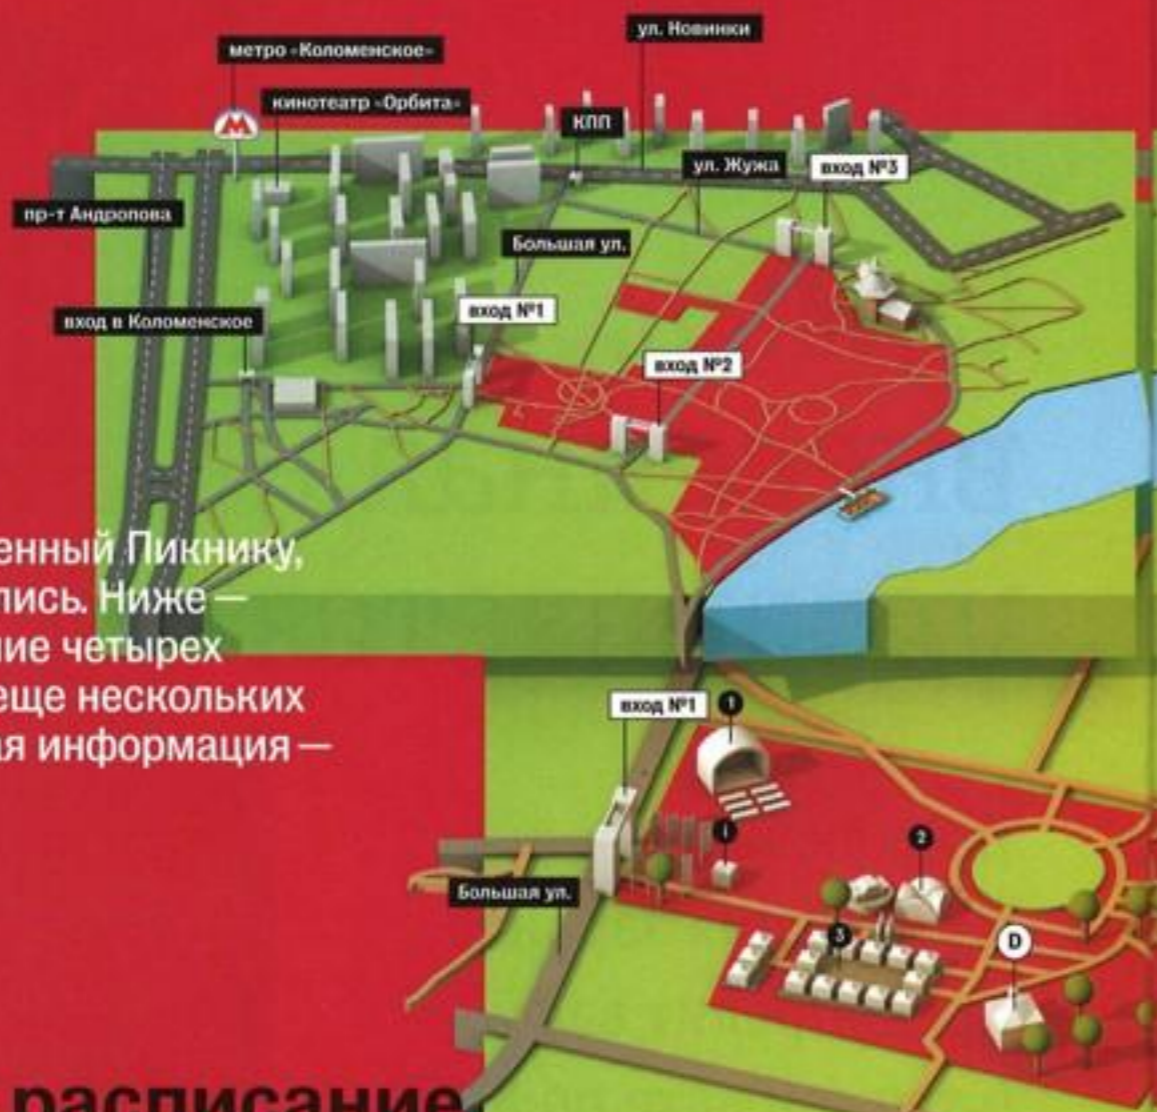 ул. Новинки
метро «Коломенское»
кинотеатр «Орбита»
КПП
ул. Жужа
вход №3
пр-т Андропова
Большая ул.
вход №1
вход в Коломенское
вход №2
енный Пикнику,
лись. Ниже —
ие четырех
еще нескольких
ая информация —
вход №1
1
i
2
Большая ул.
3
D
расписание